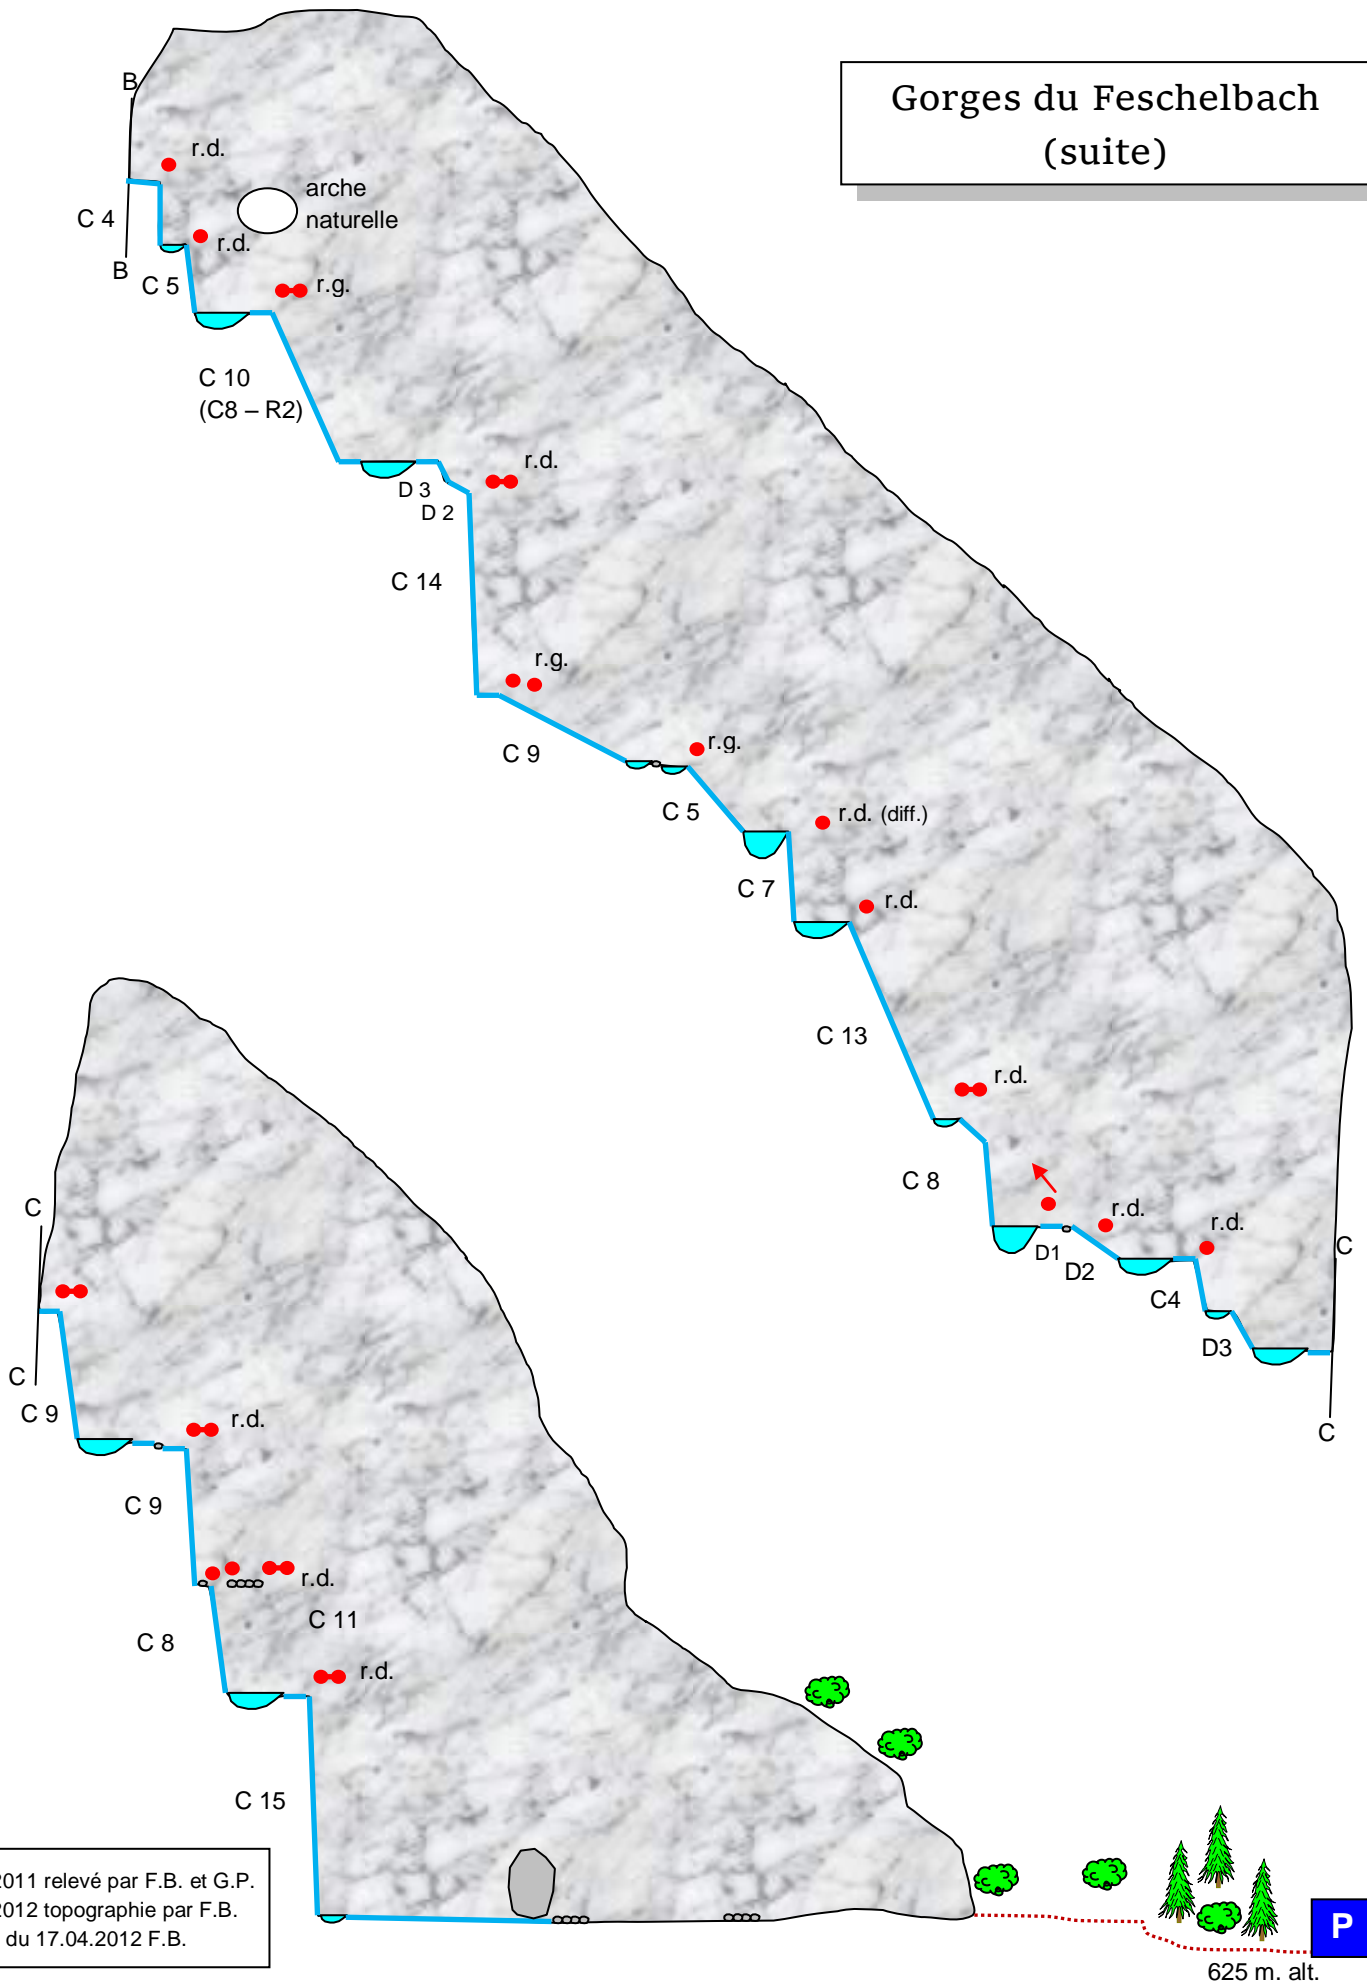 Gorges du Feschelbach
(suite)
B
r.d.
arche
naturelle
C 4
r.d.
B
C 5
r.g.
C 10
(C8 – R2)
r.d.
D 3
D 2
C 14
r.g.
C 9
r.g.
C 5
r.d. (diff.)
C 7
r.d.
C 13
r.d.
C 8
r.d.
D1
D2
r.d.
C
C4
D3
C
C
C
C 9
r.d.
C 9
r.d.
C 11
C 8
r.d.
C 15
2011 relevé par F.B. et G.P.
2012 topographie par F.B.
du 17.04.2012 F.B.
P
625 m. alt.